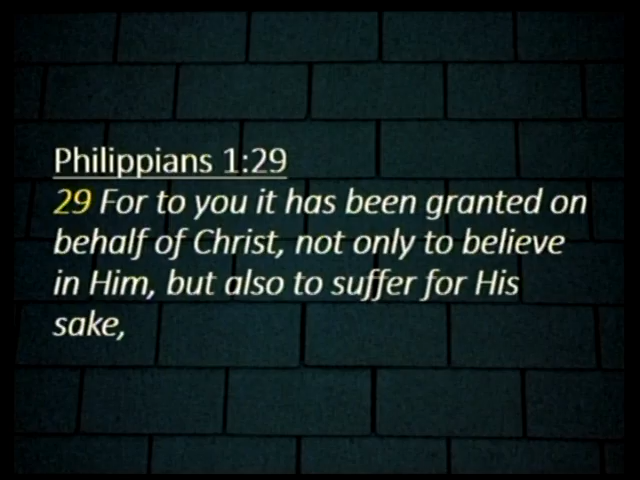 Philippians 1:29
29 For to you it has been granted on
behalf of Christ, not only to believe
in Him, but also to suffer for His
sake,